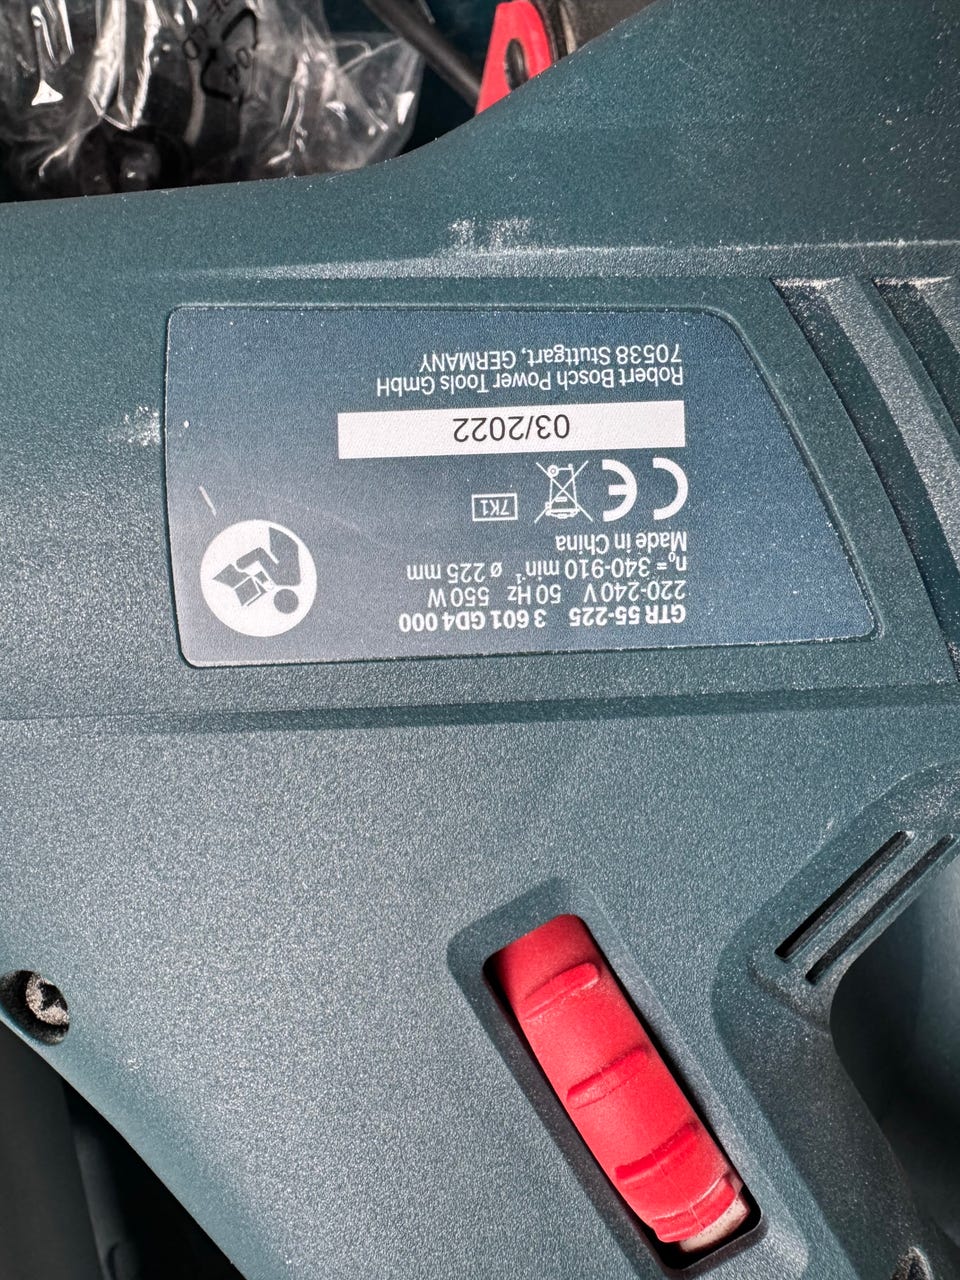 GTR 55-225 3 601 GD4 000
220-240 V 50 Hz 550 W
n₀ = 340-910 min⁻¹ ø 225 mm
Made in China
CE 7K1
03/2022
Robert Bosch Power Tools GmbH
70538 Stuttgart, GERMANY